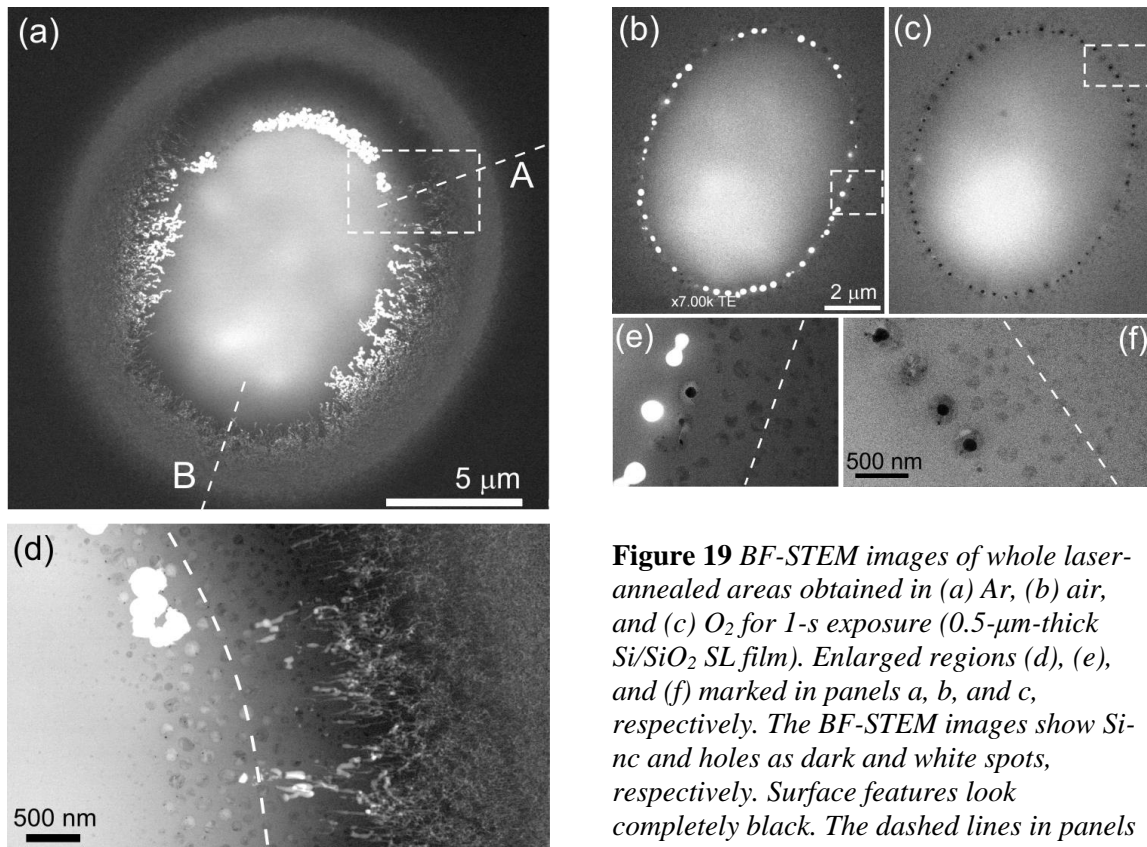 (a)
A
B
5 μm
(b)
x7.00k TE
2 μm
(c)
(e)
(f)
500 nm
(d)
500 nm
Figure 19 BF-STEM images of whole laser-
annealed areas obtained in (a) Ar, (b) air,
and (c) O₂ for 1-s exposure (0.5-μm-thick
Si/SiO₂ SL film). Enlarged regions (d), (e),
and (f) marked in panels a, b, and c,
respectively. The BF-STEM images show Si-
nc and holes as dark and white spots,
respectively. Surface features look
completely black. The dashed lines in panels